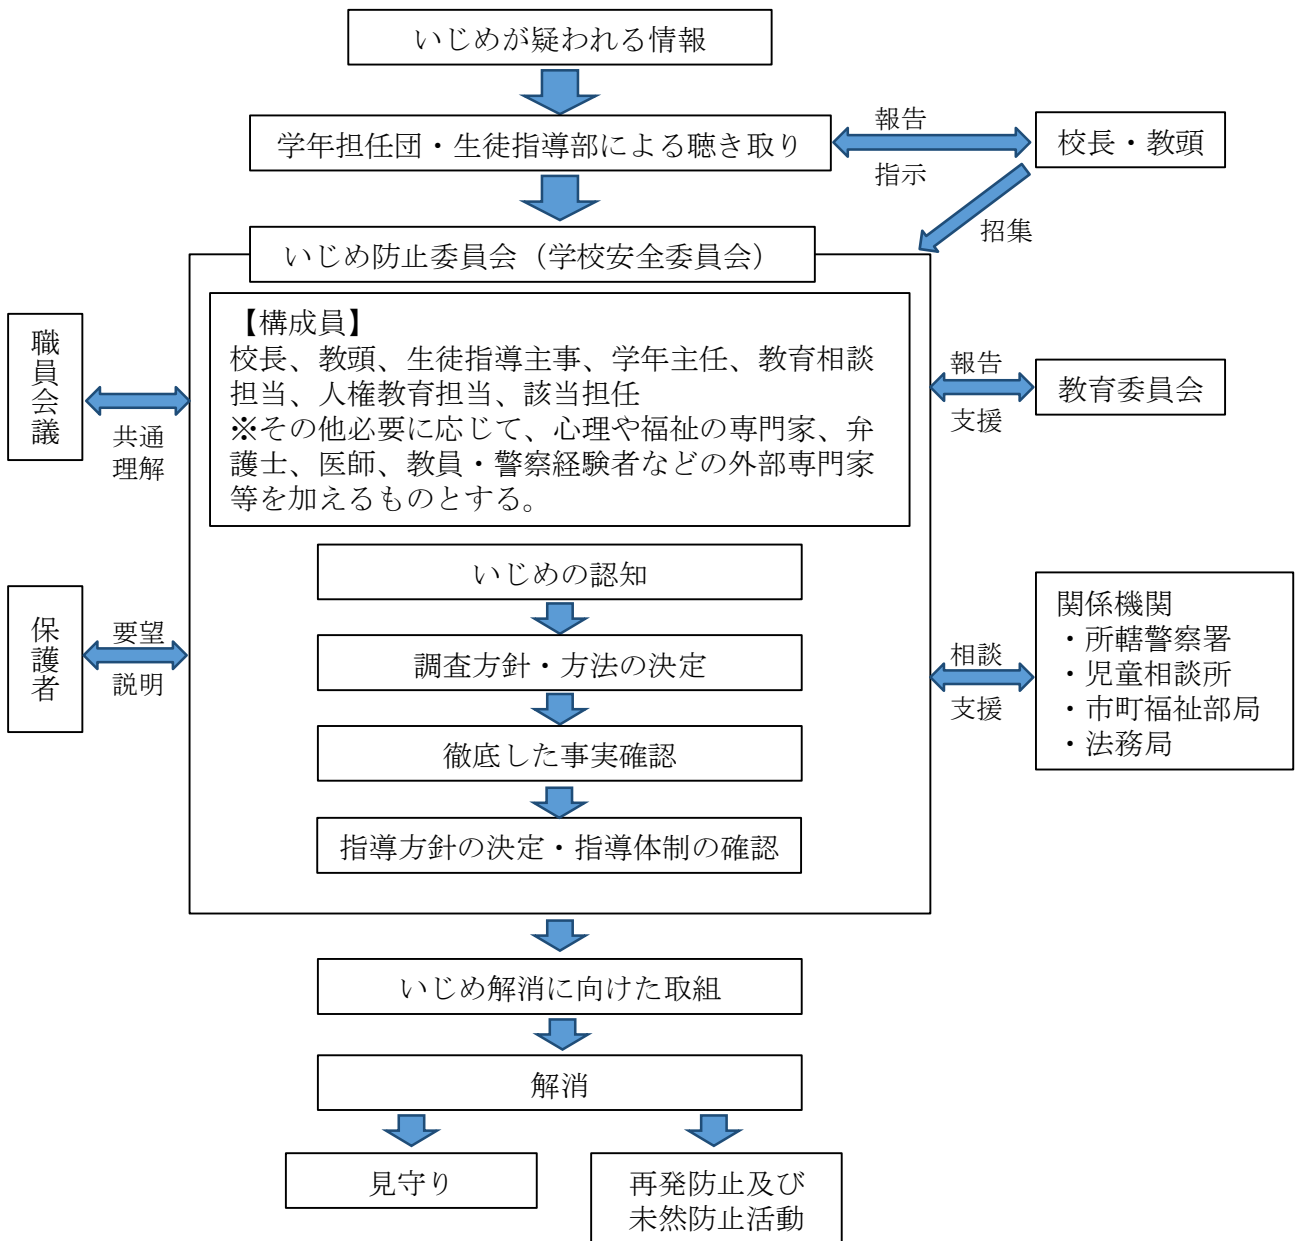 いじめが疑われる情報
学年担任団・生徒指導部による聴き取り
報告
指示
校長・教頭
招集
いじめ防止委員会（学校安全委員会）
【構成員】
校長、教頭、生徒指導主事、学年主任、教育相談
担当、人権教育担当、該当担任
※その他必要に応じて、心理や福祉の専門家、弁
護士、医師、教員・警察経験者などの外部専門家
等を加えるものとする。
職員会議
共通
理解
報告
支援
教育委員会
いじめの認知
調査方針・方法の決定
徹底した事実確認
指導方針の決定・指導体制の確認
保護者
要望
説明
相談
支援
関係機関
・所轄警察署
・児童相談所
・市町福祉部局
・法務局
いじめ解消に向けた取組
解消
見守り
再発防止及び
未然防止活動